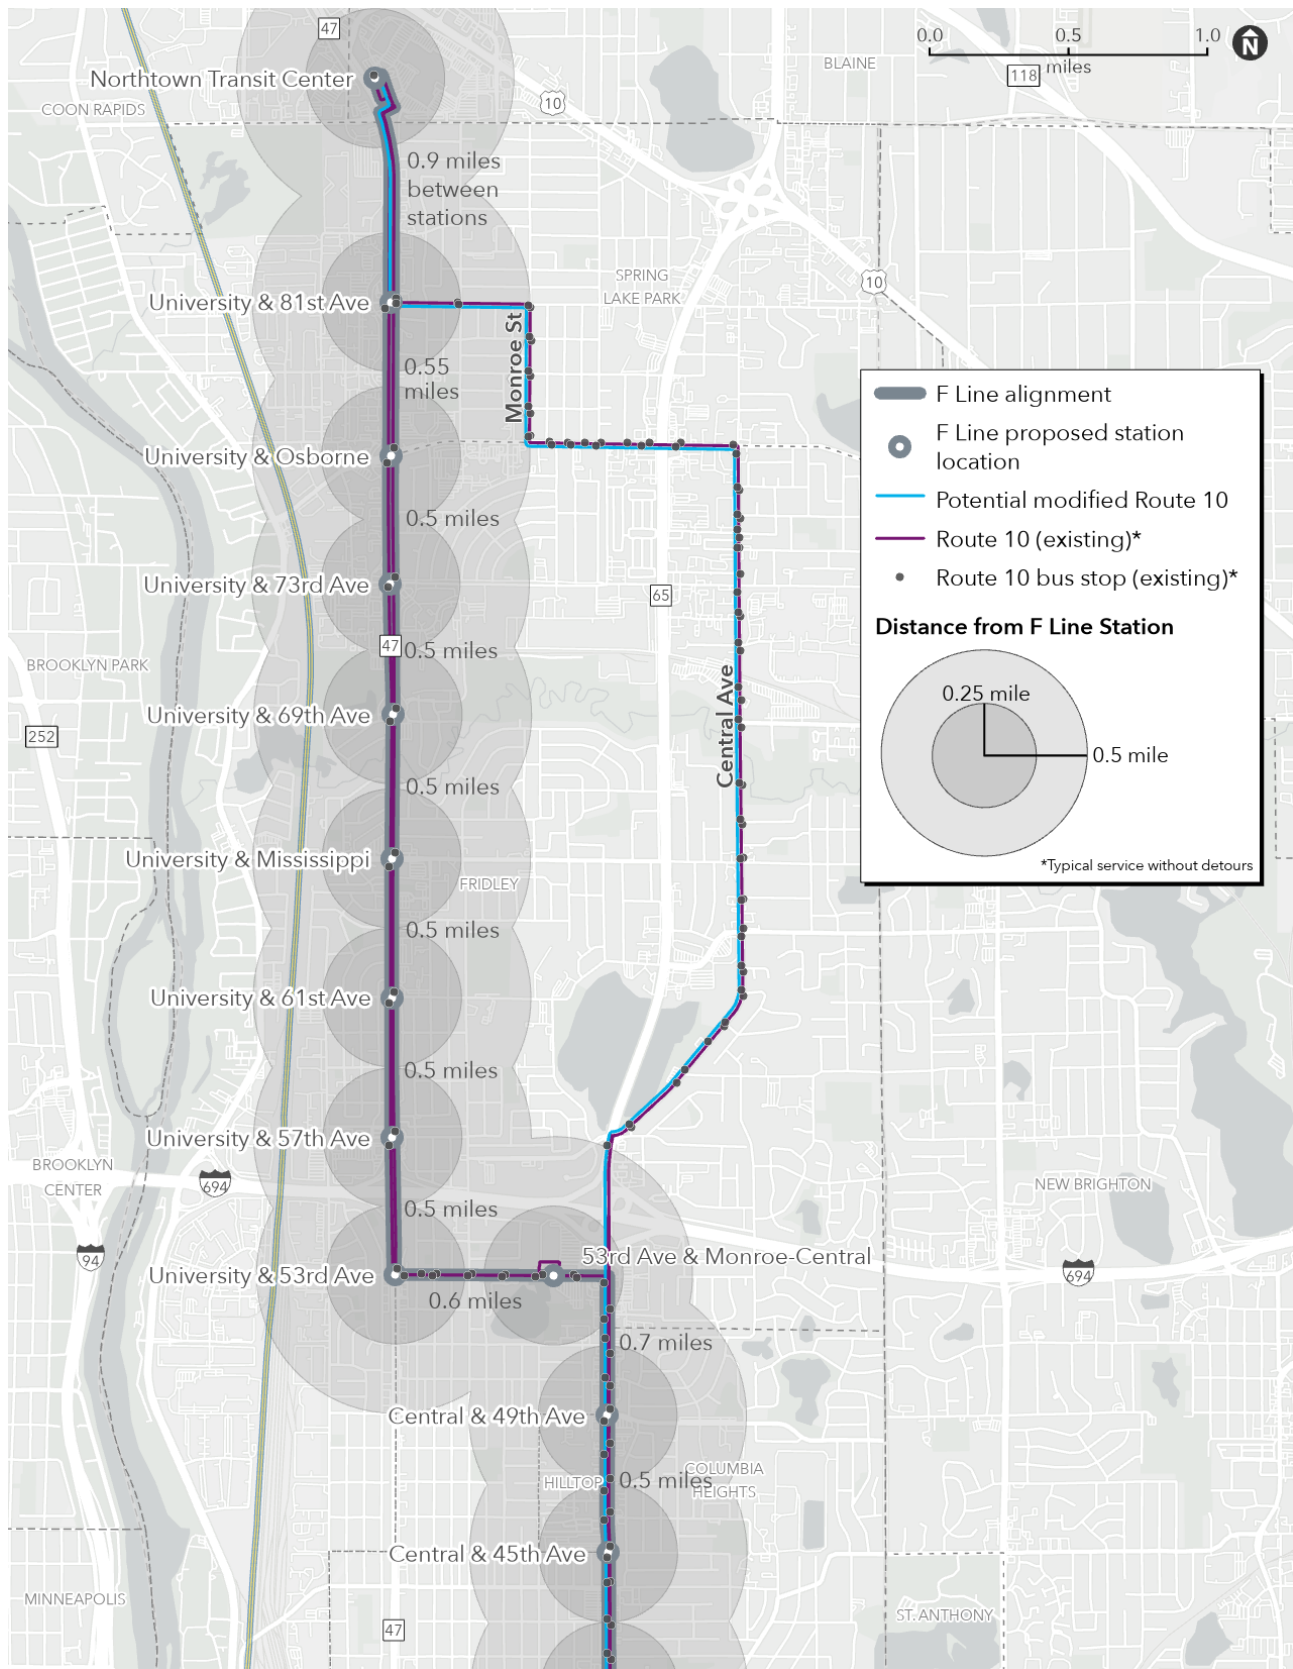 47
0.0 0.5 1.0
miles
N
BLAINE
118
Northtown Transit Center
COON RAPIDS
10
0.9 miles
between
stations
SPRING
LAKE PARK
10
University & 81st Ave
Monroe St
0.55
miles
University & Osborne
0.5 miles
University & 73rd Ave
65
47
0.5 miles
BROOKLYN PARK
University & 69th Ave
252
Central Ave
0.5 miles
University & Mississippi
FRIDLEY
0.5 miles
University & 61st Ave
0.5 miles
University & 57th Ave
BROOKLYN
CENTER
694
94
0.5 miles
NEW BRIGHTON
694
53rd Ave & Monroe-Central
University & 53rd Ave
0.6 miles
0.7 miles
Central & 49th Ave
HILLTOP
0.5 miles
COLUMBIA
HEIGHTS
Central & 45th Ave
MINNEAPOLIS
47
ST. ANTHONY
F Line alignment
F Line proposed station
location
Potential modified Route 10
Route 10 (existing)*
Route 10 bus stop (existing)*
Distance from F Line Station
0.25 mile
0.5 mile
*Typical service without detours